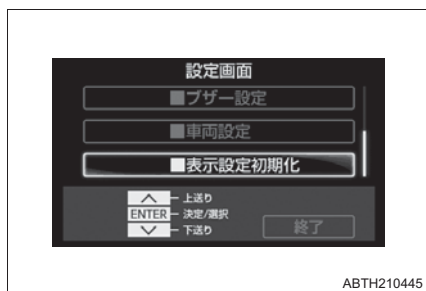 設定画面
■ブザー設定
■車両設定
■表示設定初期化
上送り
ENTER 決定/選択
下送り
終了
ABTH210445